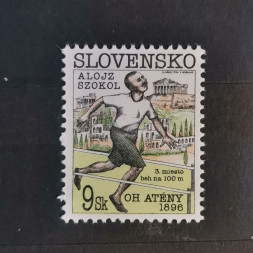 SLOVENSKO
ALOJZ
SZOKOL
3. miesto
beh na 100 m
9 Sk
OH ATÉNY
1896